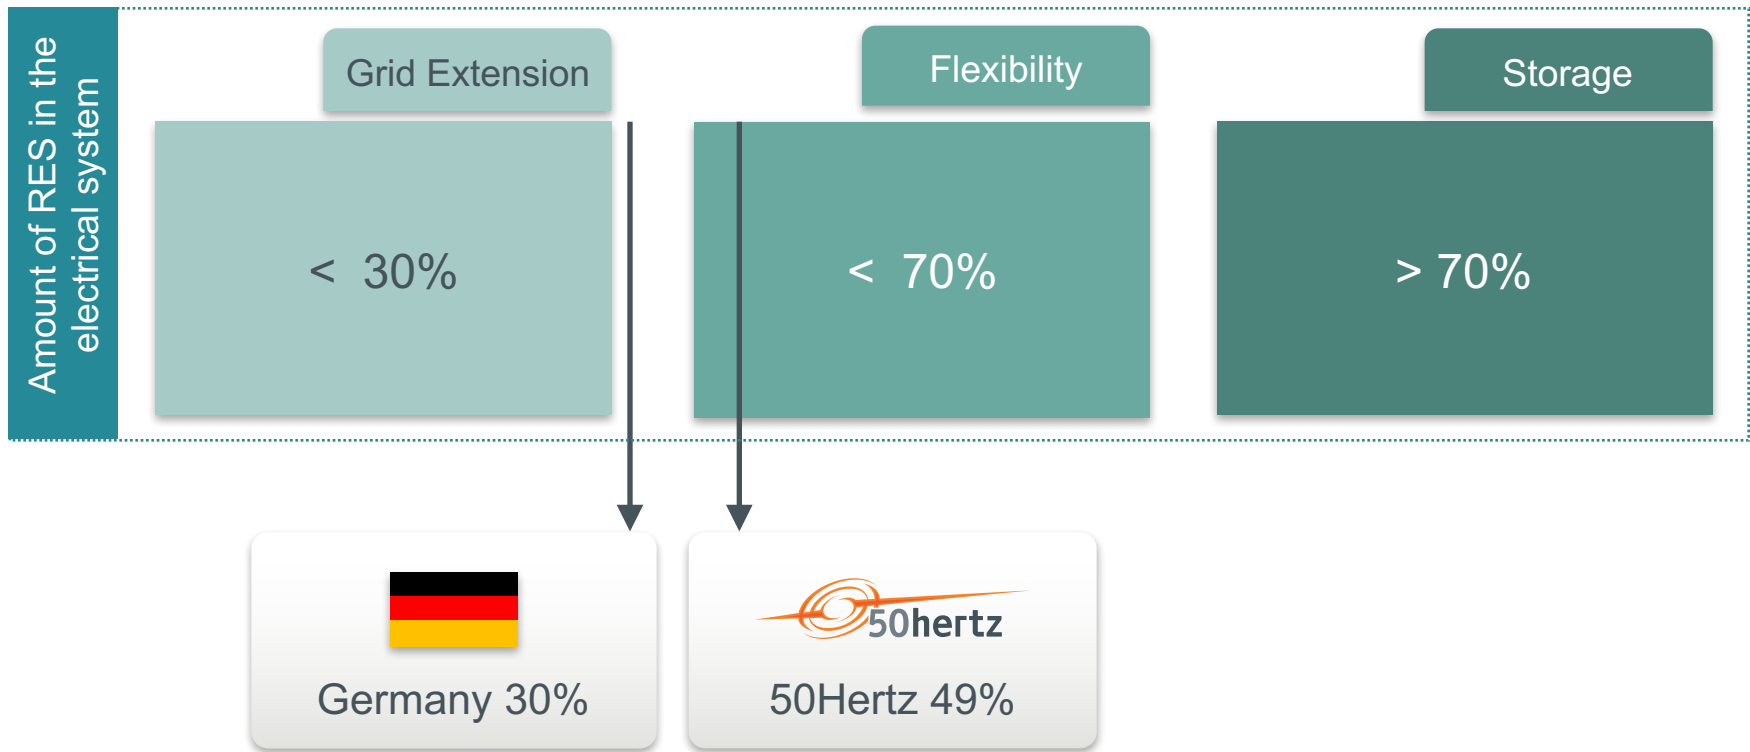 Amount of RES in the
electrical system
Grid Extension
Flexibility
Storage
< 30%
< 70%
> 70%
50hertz
Germany 30%
50Hertz 49%